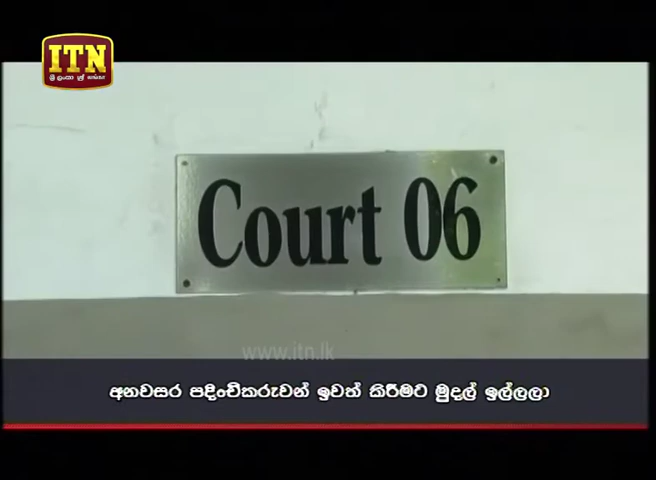 ITN
Court 06
www.itn.lk
අනවසර පදිංචිකරුවන් ඉවත් කිරීමට මුදල් ඉල්ලලා